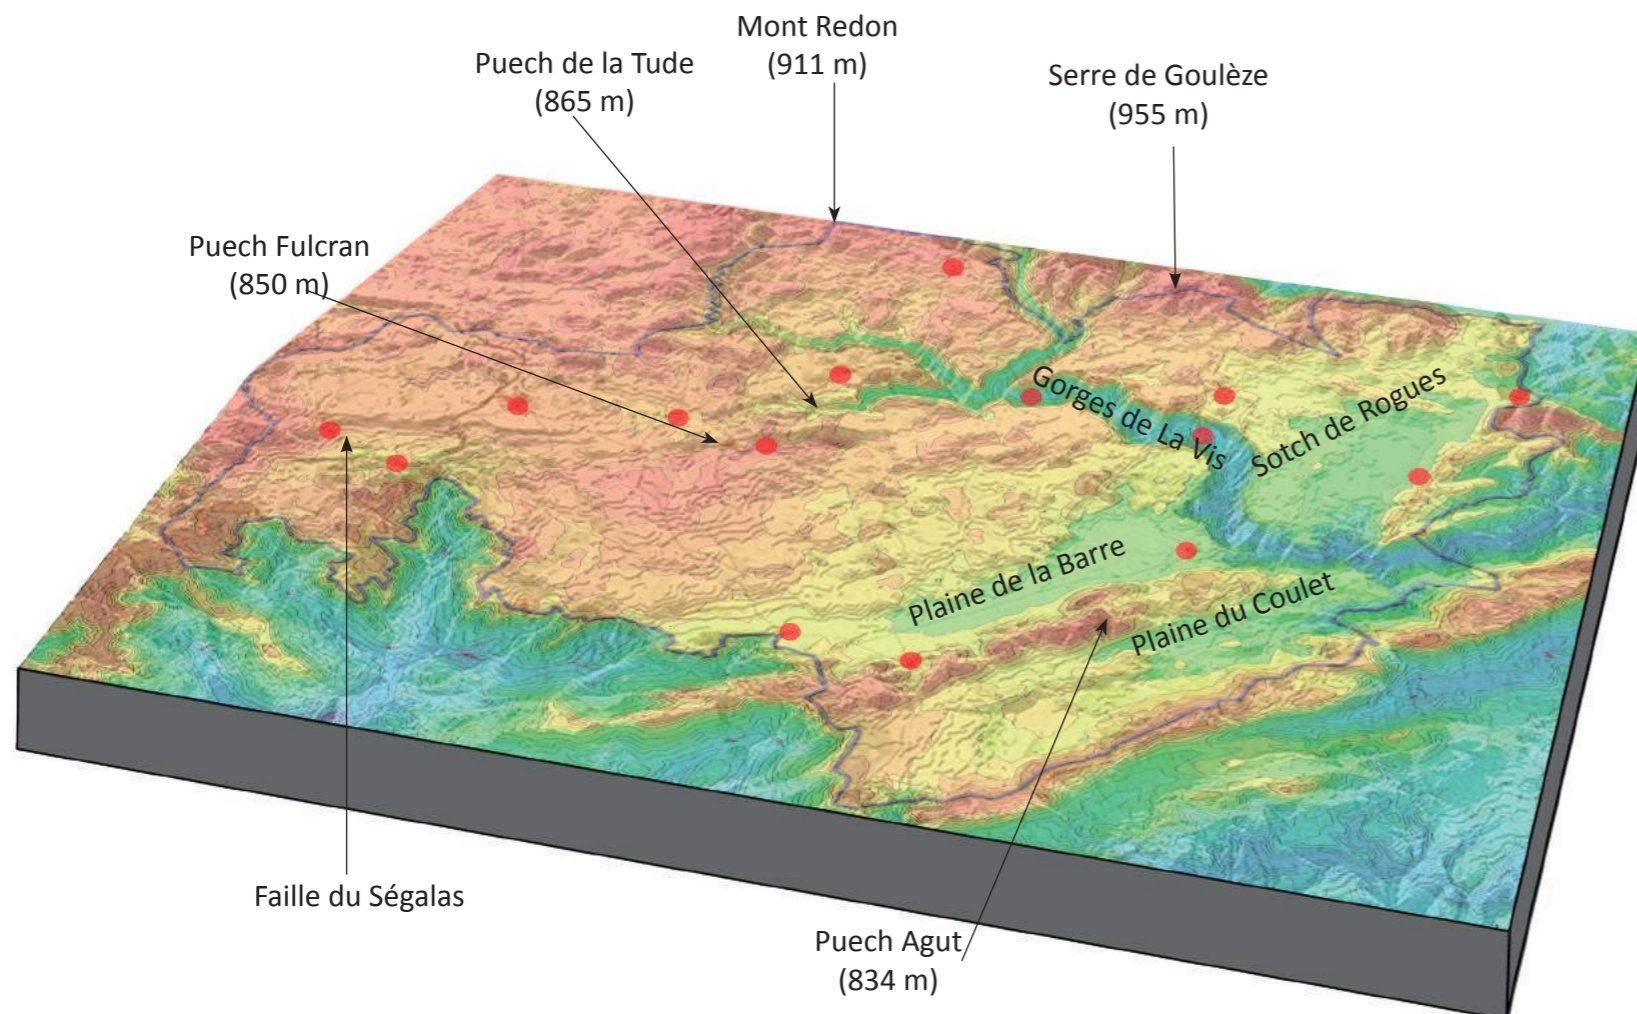 Mont Redon
(911 m)
Puech de la Tude
(865 m)
Serre de Goulèze
(955 m)
Puech Fulcran
(850 m)
Gorges de La Vis
Sotch de Rogues
Plaine de la Barre
Plaine du Coulet
Faille du Ségalas
Puech Agut
(834 m)